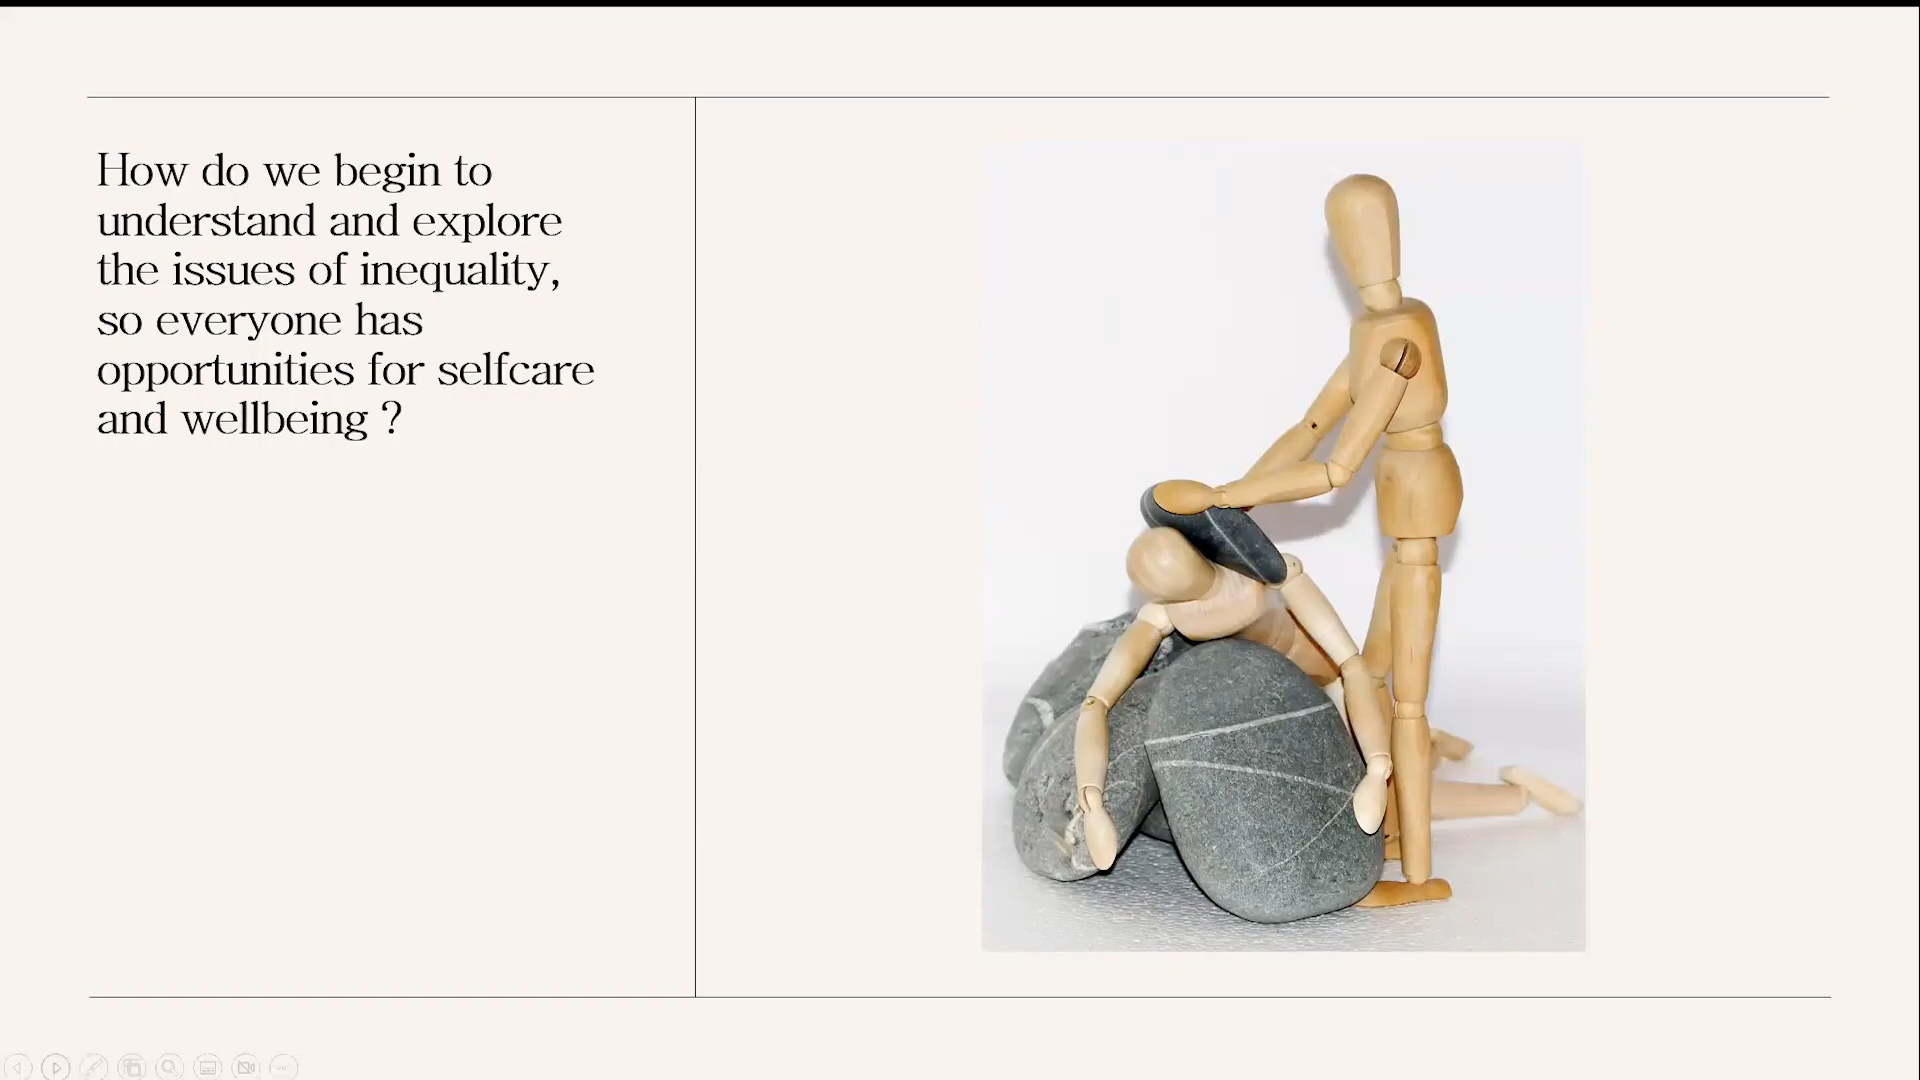 How do we begin to
understand and explore
the issues of inequality,
so everyone has
opportunities for selfcare
and wellbeing ?